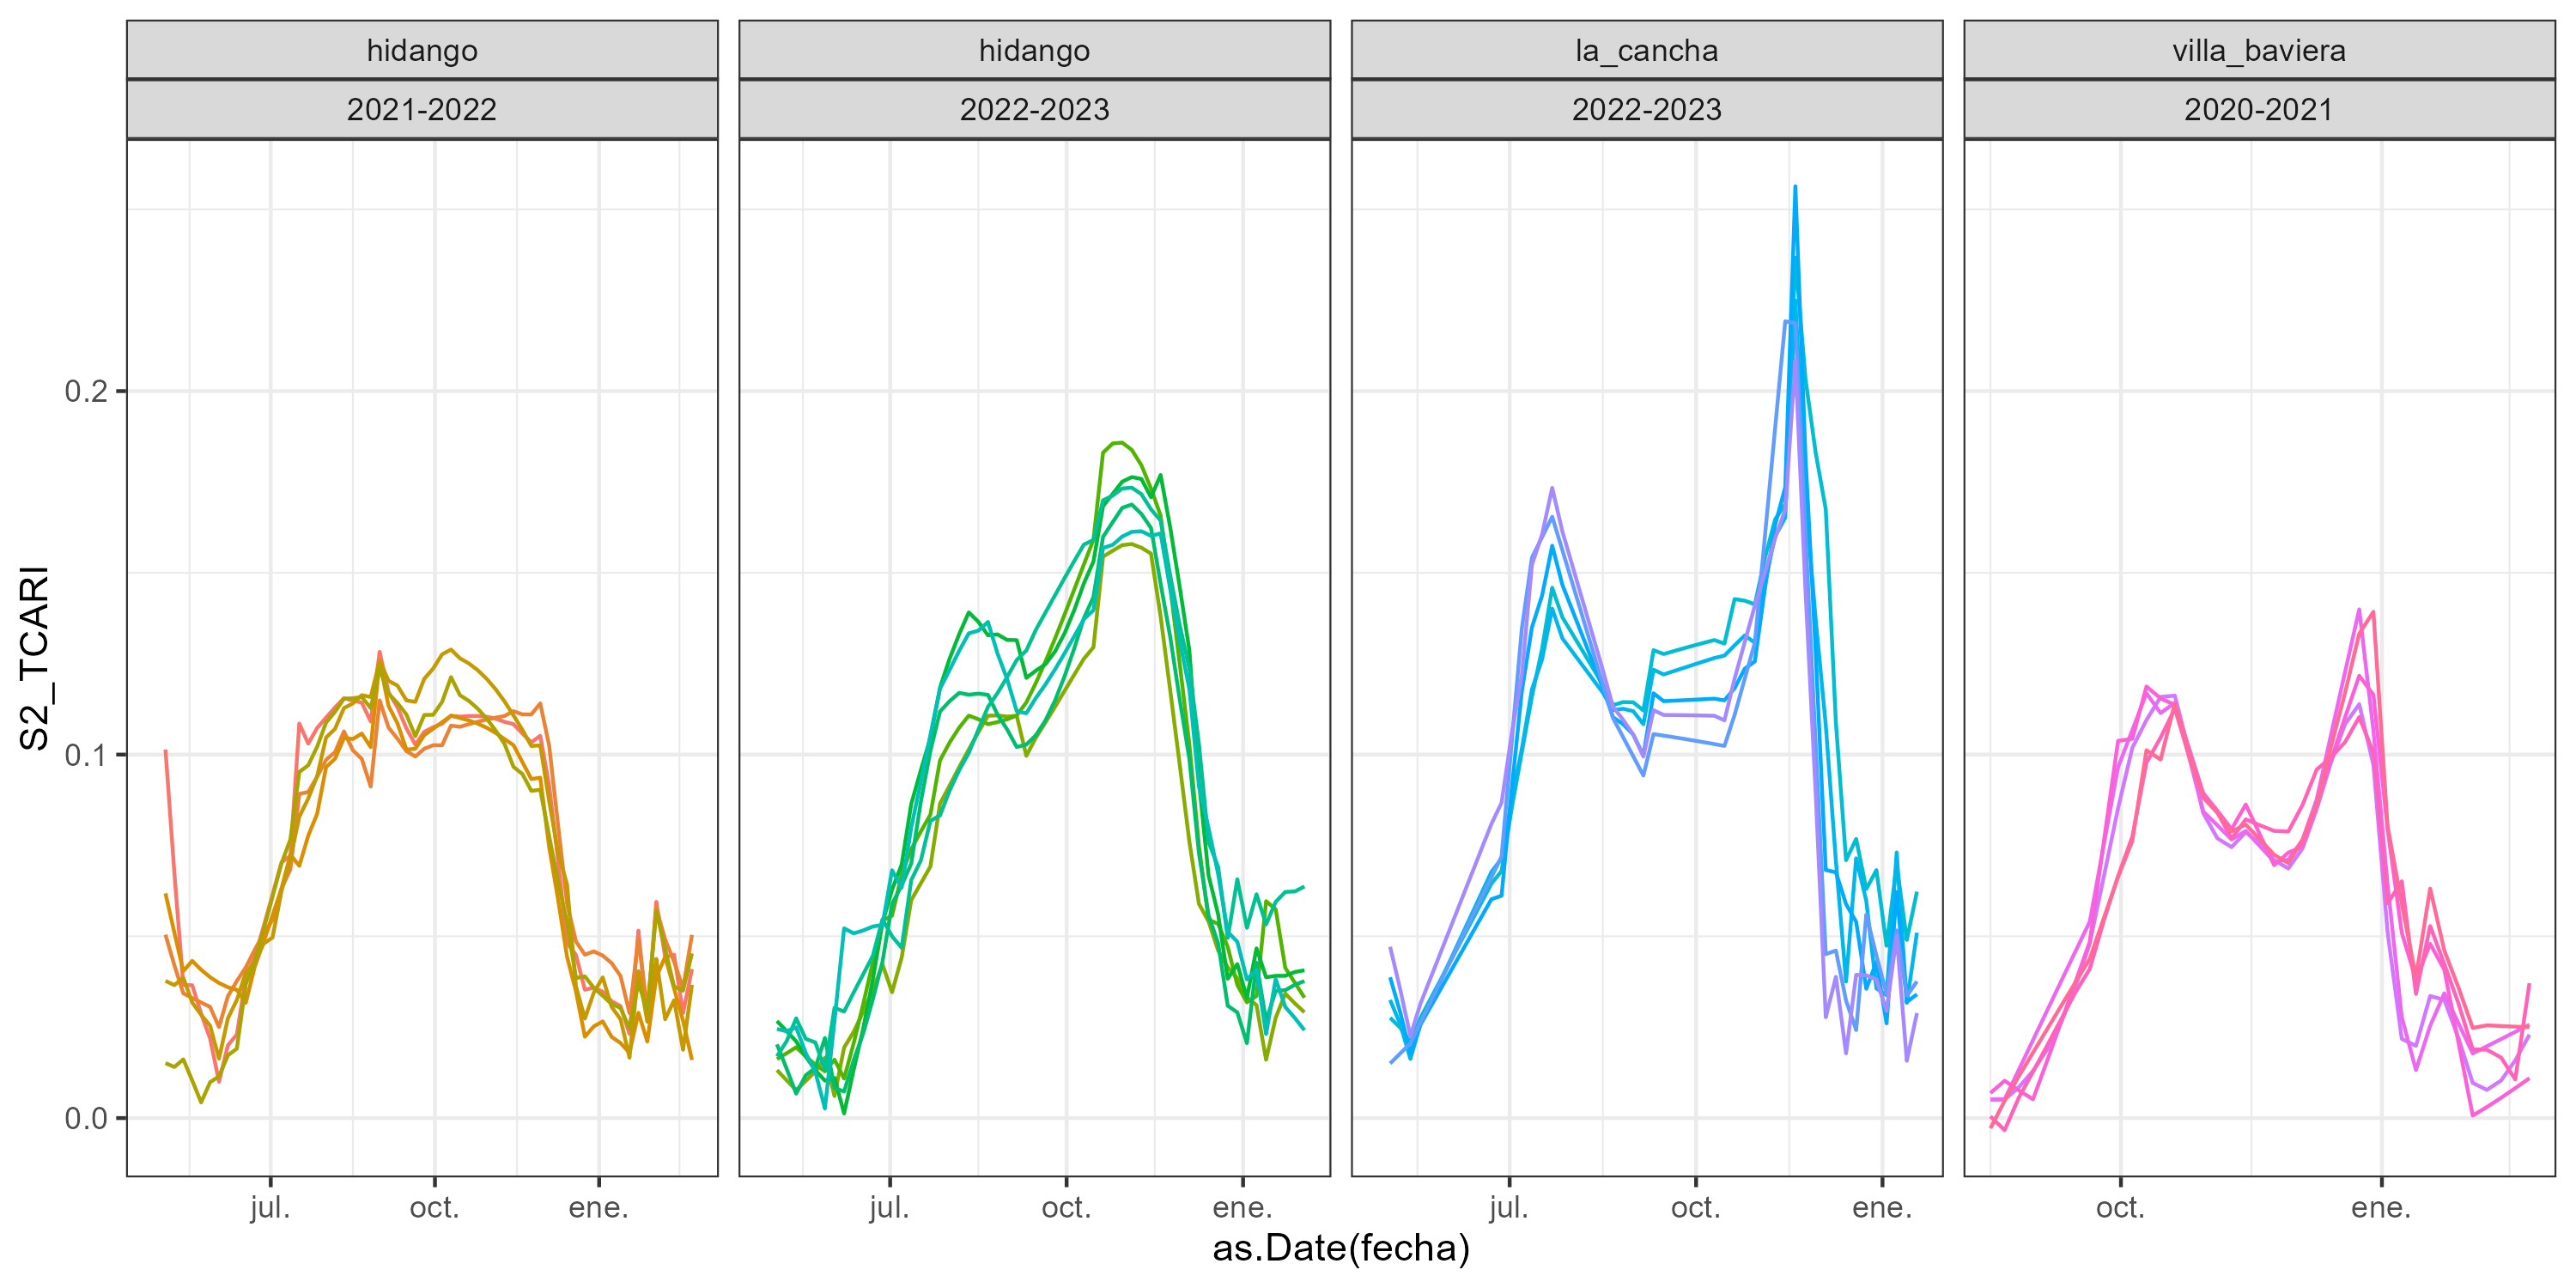 hidango hidango la_cancha villa_baviera
2021-2022 2022-2023 2022-2023 2020-2021
S2_TCARI
0.2
0.1
0.0
jul. oct. ene. jul. oct. ene. jul. oct. ene. oct. ene.
as.Date(fecha)